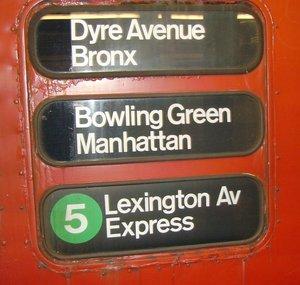 Dyre Avenue
Bronx
Bowling Green
Manhattan
5 Lexington Av
Express